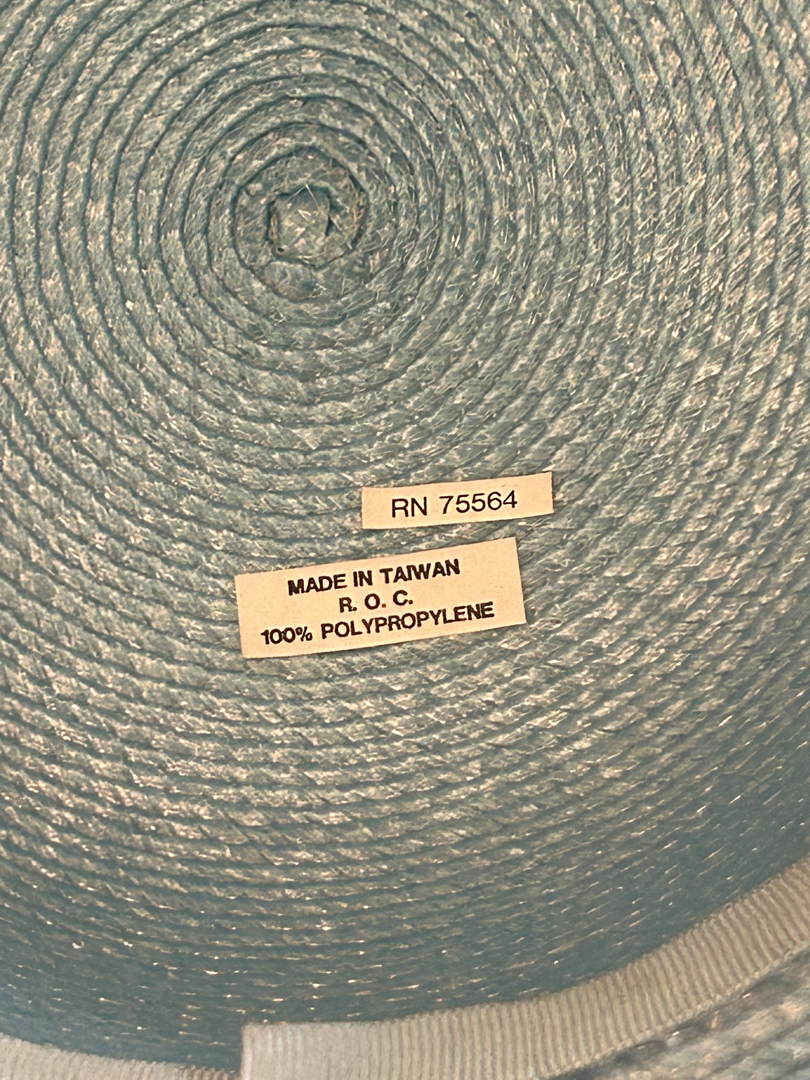 RN 75564
MADE IN TAIWAN
R. O. C.
100% POLYPROPYLENE